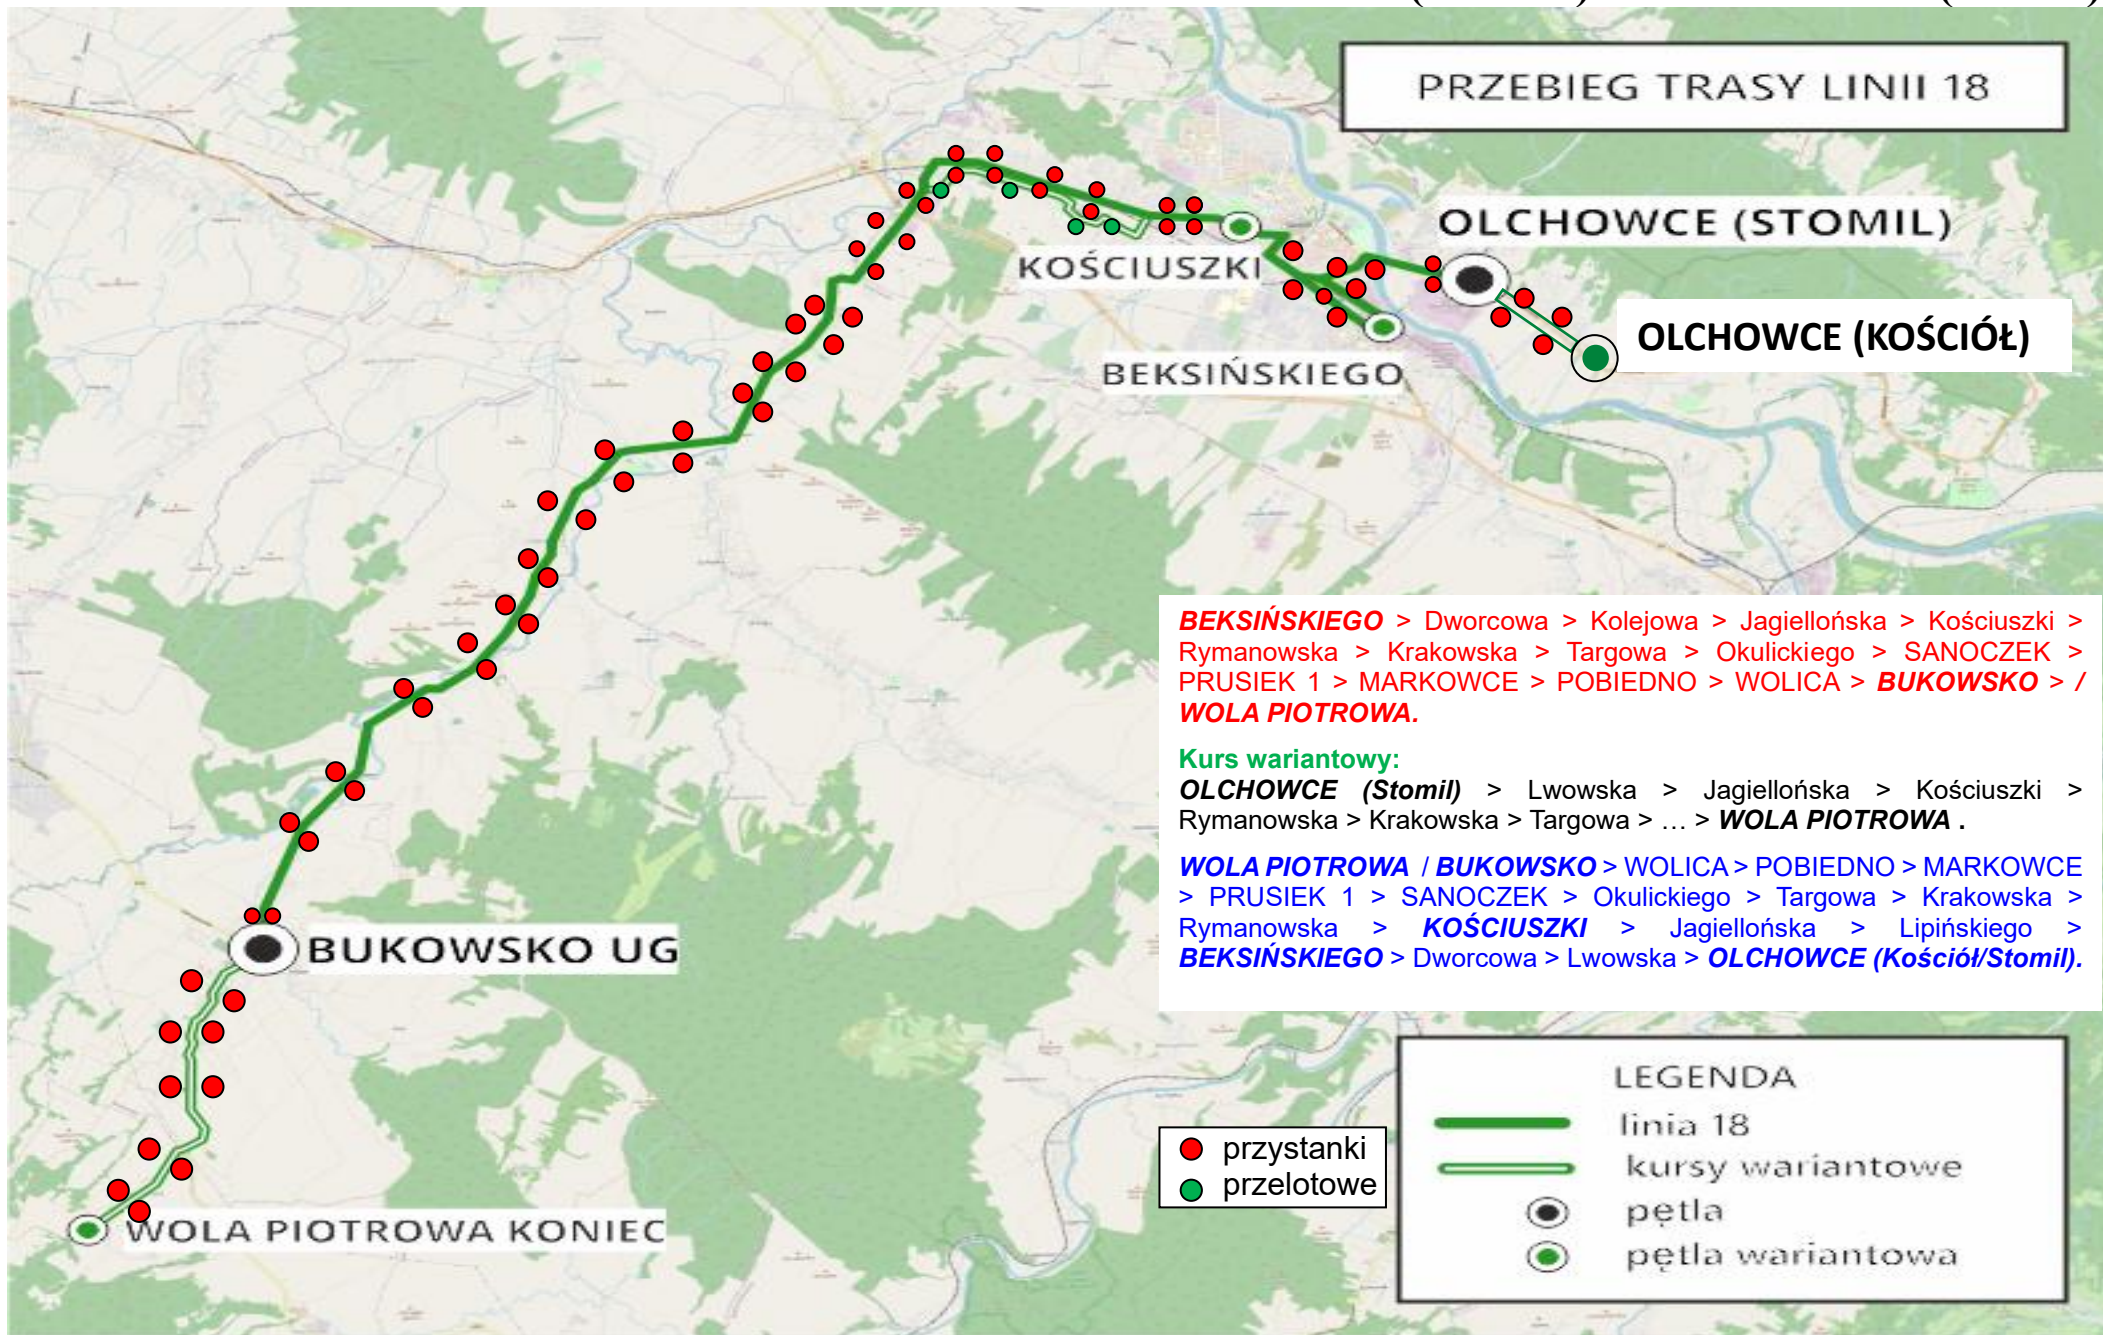 PRZEBIEG TRASY LINII 18
OLCHOWCE (STOMIL)
KOŚCIUSZKI
OLCHOWCE (KOŚCIÓŁ)
BEKSIŃSKIEGO
BEKSIŃSKIEGO > Dworcowa > Kolejowa > Jagiellońska > Kościuszki >
Rymanowska > Krakowska > Targowa > Okulickiego > SANOCZEK >
PRUSIEK 1 > MARKOWCE > POBIEDNO > WOLICA > BUKOWSKO > /
WOLA PIOTROWA.
Kurs wariantowy:
OLCHOWCE (Stomil) > Lwowska > Jagiellońska > Kościuszki >
Rymanowska > Krakowska > Targowa > … > WOLA PIOTROWA .
WOLA PIOTROWA / BUKOWSKO > WOLICA > POBIEDNO > MARKOWCE
> PRUSIEK 1 > SANOCZEK > Okulickiego > Targowa > Krakowska >
Rymanowska > KOŚCIUSZKI > Jagiellońska > Lipińskiego >
BEKSIŃSKIEGO > Dworcowa > Lwowska > OLCHOWCE (Kościół/Stomil).
BUKOWSKO UG
WOLA PIOTROWA KONIEC
przystanki
przelotowe
LEGENDA
linia 18
kursy wariantowe
pętla
pętla wariantowa